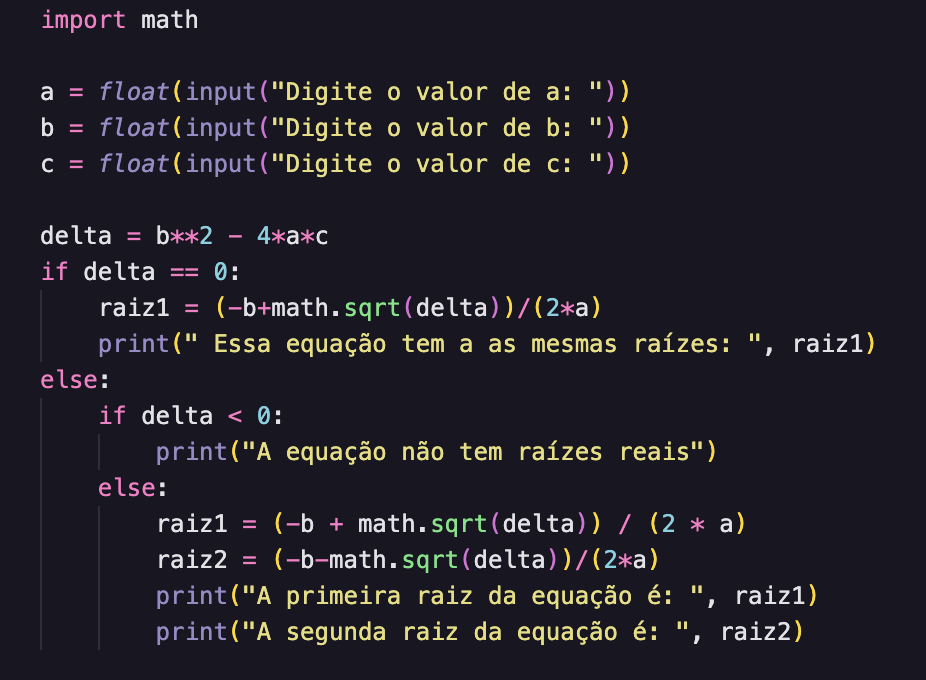 import math
a = float(input("Digite o valor de a: "))
b = float(input("Digite o valor de b: "))
c = float(input("Digite o valor de c: "))
delta = b**2 - 4*a*c
if delta == 0:
    raiz1 = (-b+math.sqrt(delta))/(2*a)
    print(" Essa equação tem a as mesmas raízes: ", raiz1)
else:
    if delta < 0:
        print("A equação não tem raízes reais")
    else:
        raiz1 = (-b + math.sqrt(delta)) / (2 * a)
        raiz2 = (-b-math.sqrt(delta))/(2*a)
        print("A primeira raiz da equação é: ", raiz1)
        print("A segunda raiz da equação é: ", raiz2)